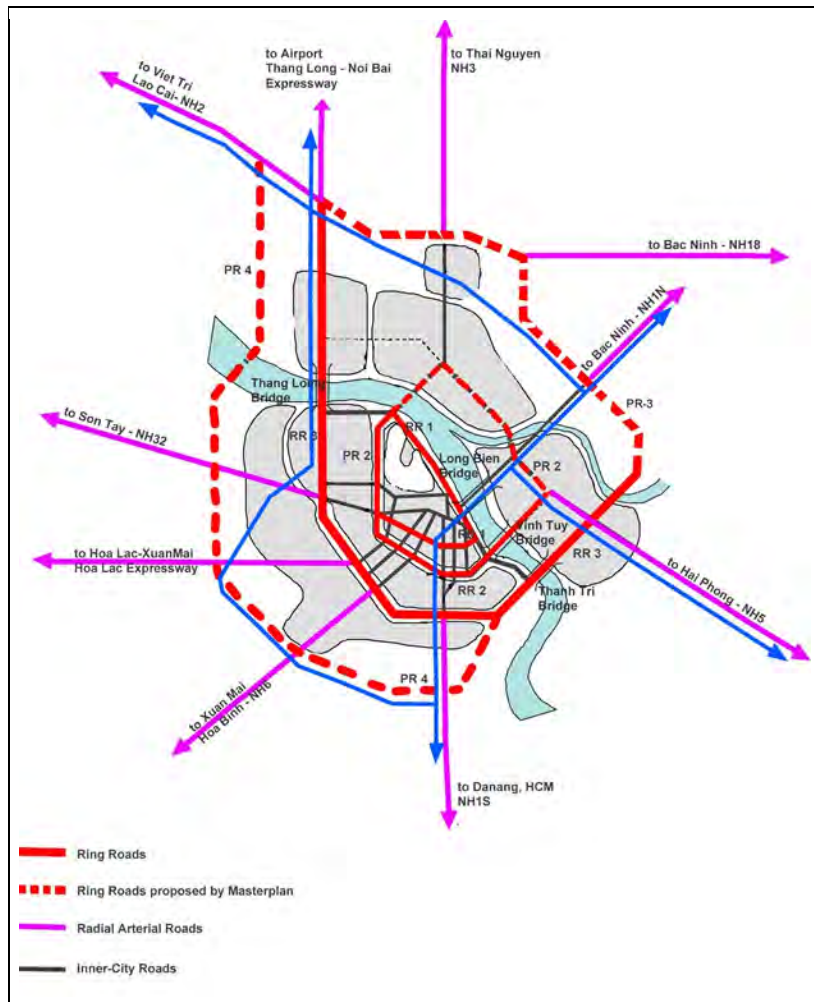 to Airport
Thang Long - Noi Bai
Expressway
to Thai Nguyen
NH3
to Viet Tri
Lao Cai- NH2
PR 4
to Bac Ninh - NH18
to Bac Ninh - NH1N
Thang Long
Bridge
PR-3
to Son Tay - NH32
RR 3
PR 2
RR 1
Long Bien
Bridge
PR 2
RR 1
Vinh Tuy
Bridge
RR 3
to Hoa Lac-XuanMai
Hoa Lac Expressway
RR 2
Thanh Tri
Bridge
to Hai Phong - NH5
PR 4
to Xuan Mai
Hoa Binh - NH6
to Danang, HCM
NH1S
Ring Roads
Ring Roads proposed by Masterplan
Radial Arterial Roads
Inner-City Roads